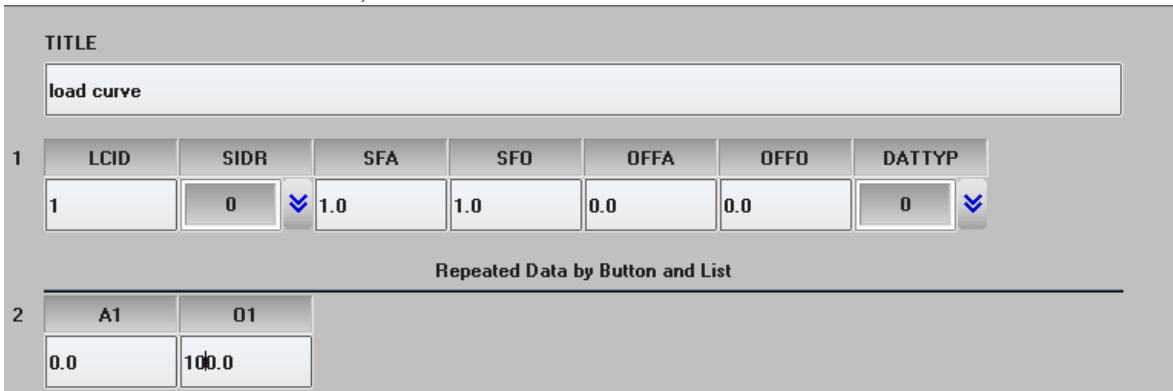 TITLE
load curve
1 LCID SIDR SFA SFO OFFA OFFO DATTYP
1 0 1.0 1.0 0.0 0.0 0
Repeated Data by Button and List
2 A1 O1
0.0 100.0